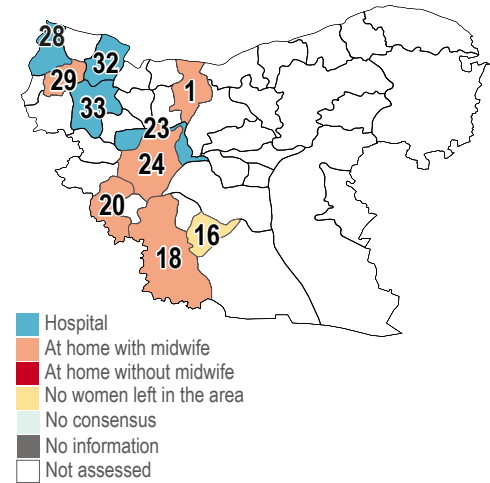 28
32
29
1
33
23
24
20
16
18
Hospital
At home with midwife
At home without midwife
No women left in the area
No consensus
No information
Not assessed